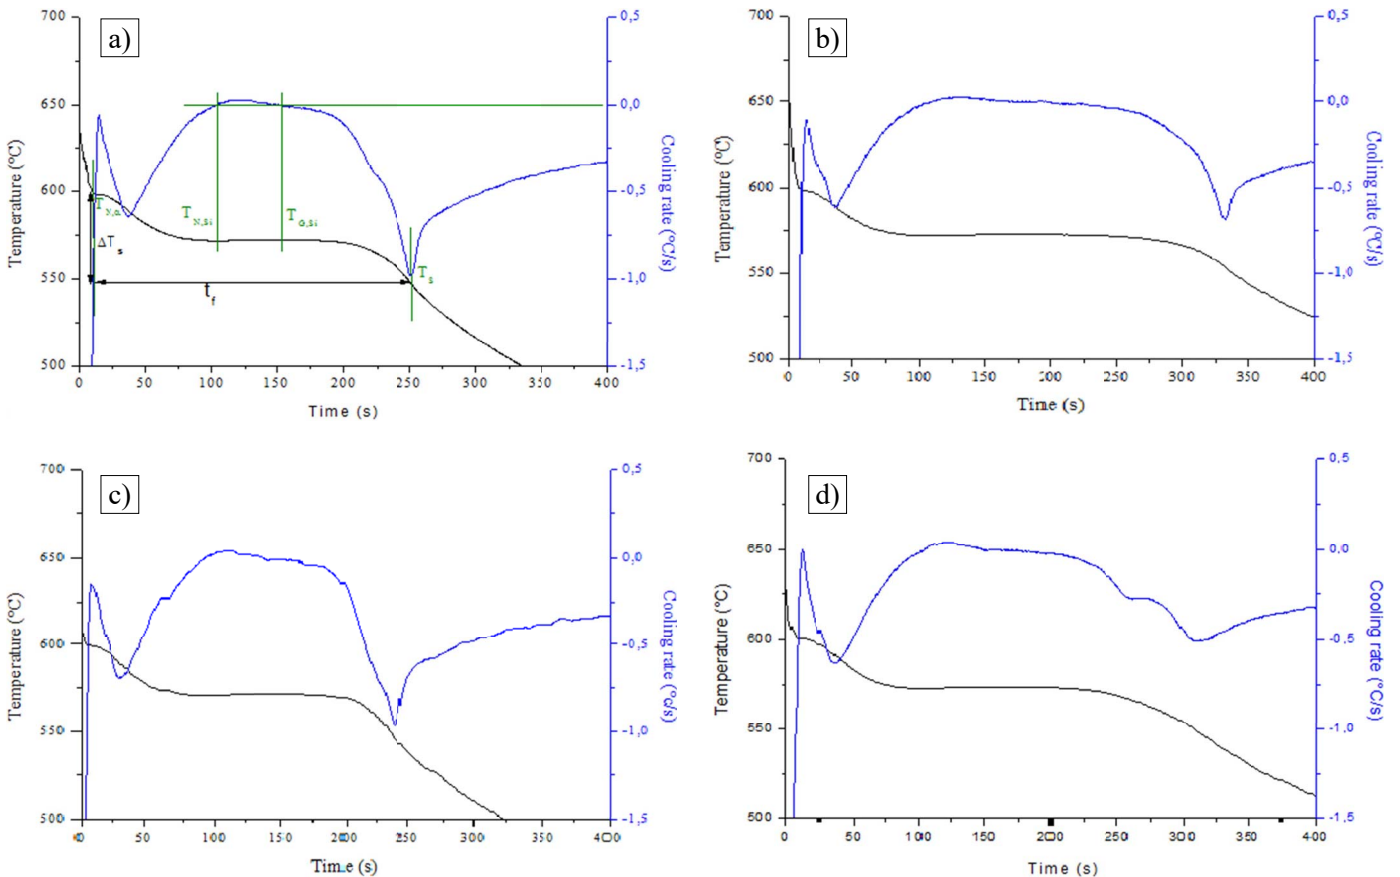 a)
700
650
600
550
500
Temperature (°C)
0,5
0,0
-0,5
-1,0
-1,5
Cooling rate (°C/s)
T N,α
ΔT s
T N,Si
T G,Si
T s
t f
0 50 100 150 200 250 300 350 400
Time (s)
b)
700
650
600
550
500
Temperature (°C)
0,5
0,0
-0,5
-1,0
-1,5
Cooling rate (°C/s)
0 50 100 150 200 250 300 350 400
Time (s)
c)
700
650
600
550
500
Temperature (°C)
0,5
0,0
-0,5
-1,0
-1,5
Cooling rate (°c/s)
0 50 100 150 200 250 300 350 400
Time (s)
d)
700
650
600
550
500
Temperature (°C)
0,5
0,0
-0,5
-1,0
-1,5
Cooling rate (°C/s)
0 50 100 150 200 250 300 350 400
Time (s)